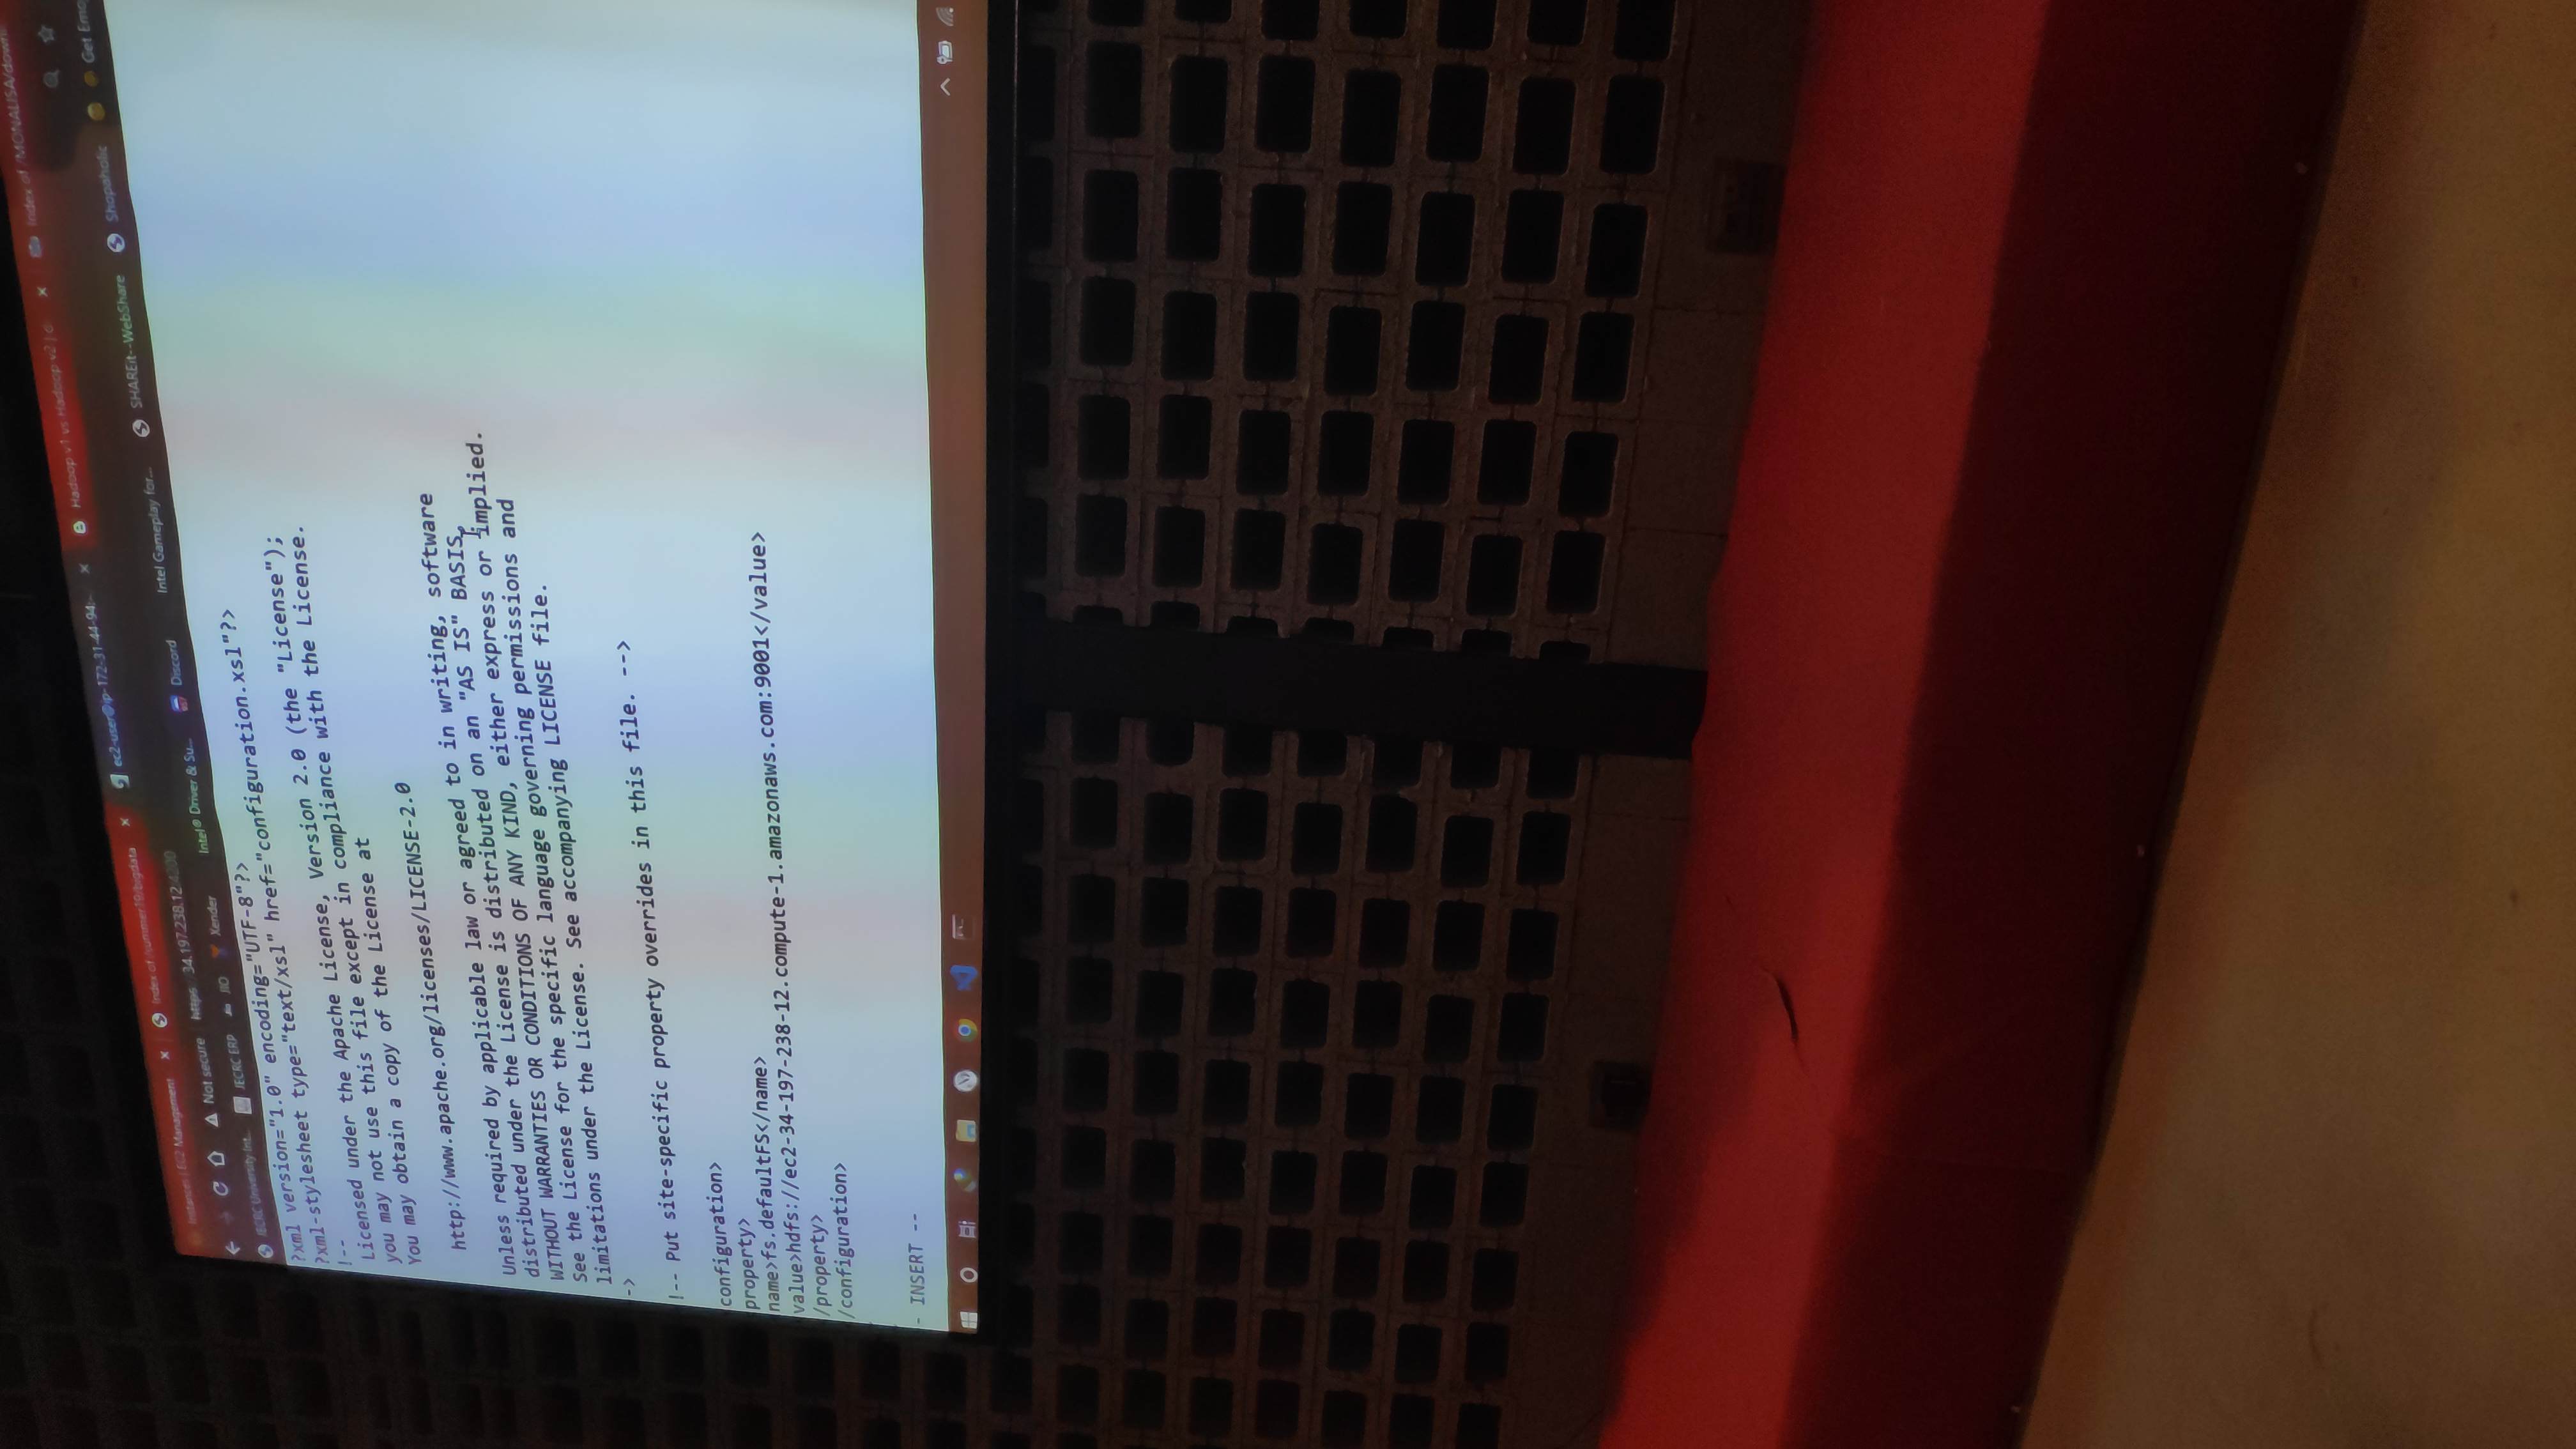 Instances | EC2 Management
Index of /summer19/bigdata
ec2-user@ip-172-31-44-94:~
Hadoop v1 vs Hadoop v2 | d
Index of /MONALISA/down
Not secure https 34.197.238.12:4200
JECRC University Int...
JECRC ERP
JIO
Xender
Intel® Driver & Su...
Discord
Intel Gameplay for...
SHAREit--WebShare
Shopaholic
Get Emo
?xml version="1.0" encoding="UTF-8"?>
?xml-stylesheet type="text/xsl" href="configuration.xsl"?>
!--
Licensed under the Apache License, Version 2.0 (the "License");
you may not use this file except in compliance with the License.
You may obtain a copy of the License at
http://www.apache.org/licenses/LICENSE-2.0
Unless required by applicable law or agreed to in writing, software
distributed under the License is distributed on an "AS IS" BASIS,
WITHOUT WARRANTIES OR CONDITIONS OF ANY KIND, either express or implied.
See the License for the specific language governing permissions and
limitations under the License. See accompanying LICENSE file.
->
!-- Put site-specific property overrides in this file. -->
configuration>
property>
name>fs.defaultFS</name>
value>hdfs://ec2-34-197-238-12.compute-1.amazonaws.com:9001</value>
/property>
/configuration>
- INSERT --